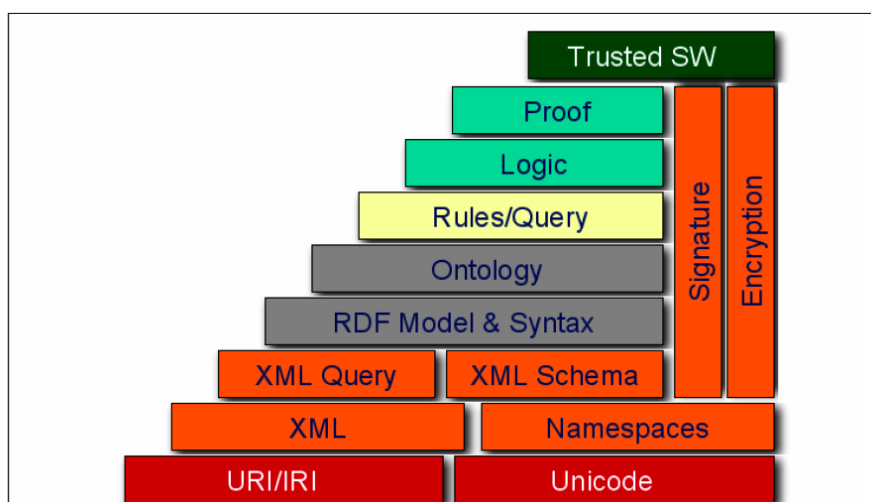 Trusted SW
Proof
Logic
Rules/Query
Ontology
RDF Model & Syntax
XML Query
XML Schema
Signature
Encryption
XML
Namespaces
URI/IRI
Unicode